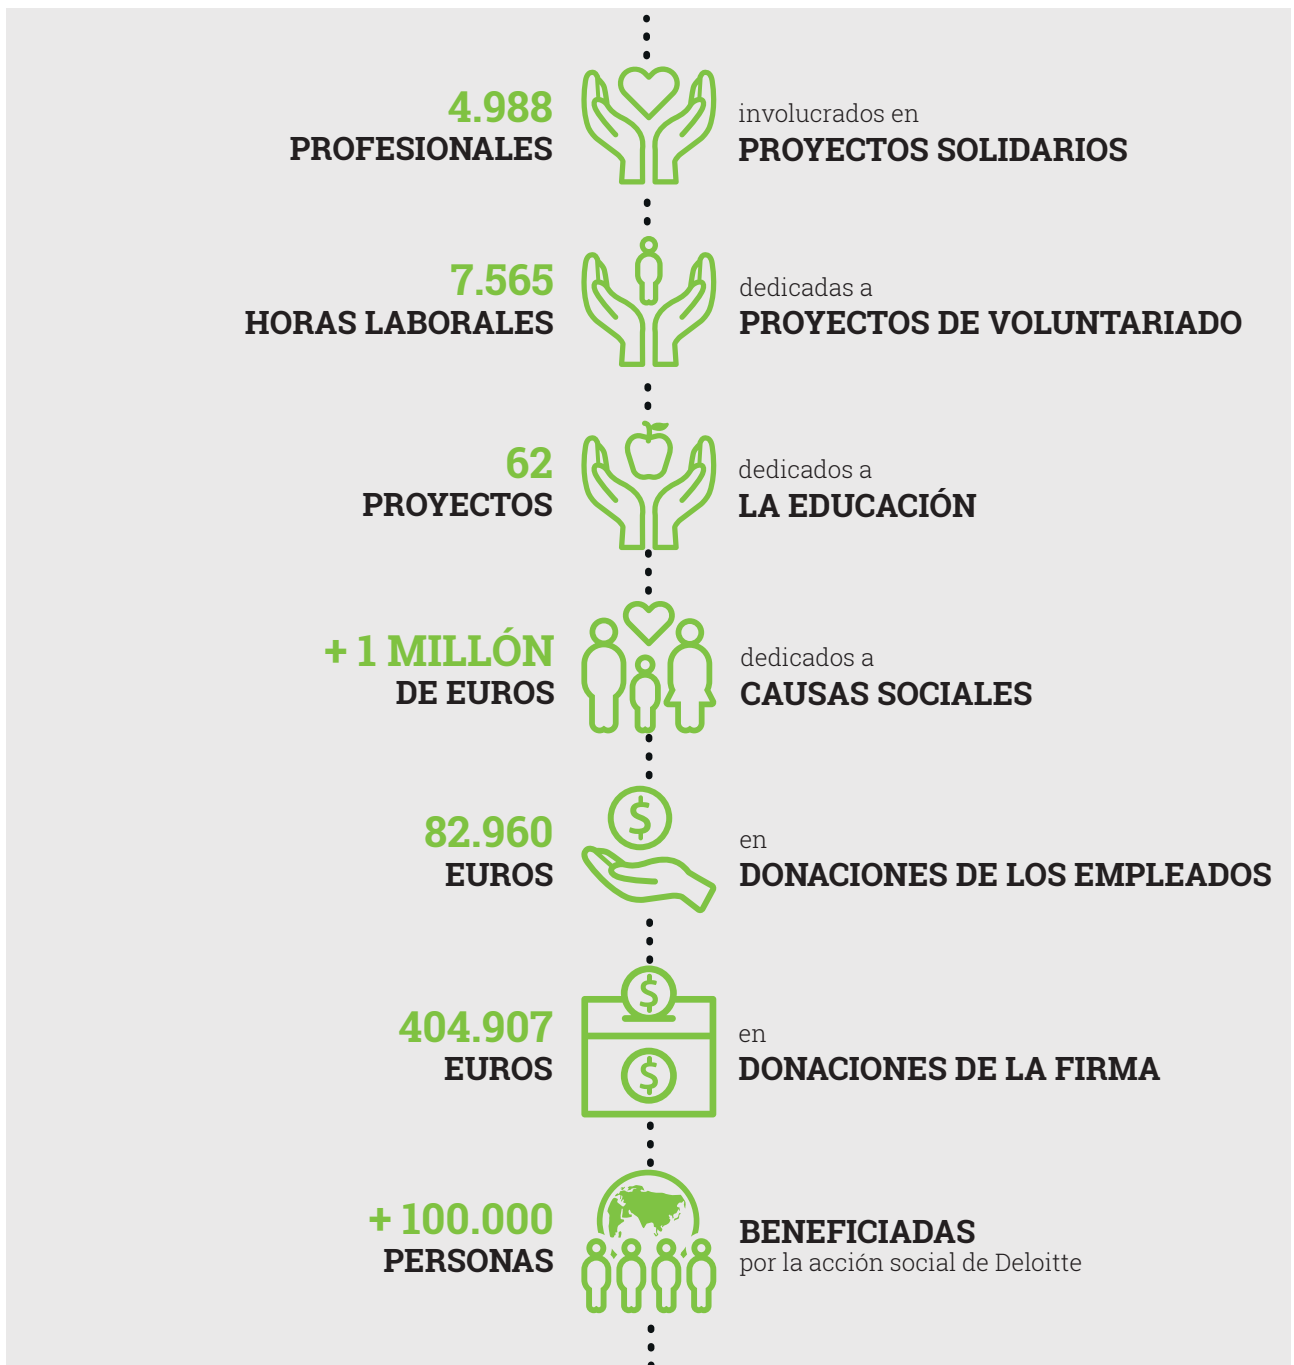 4.988
PROFESIONALES
involucrados en
PROYECTOS SOLIDARIOS
7.565
HORAS LABORALES
dedicadas a
PROYECTOS DE VOLUNTARIADO
62
PROYECTOS
dedicados a
LA EDUCACIÓN
+ 1 MILLÓN
DE EUROS
dedicados a
CAUSAS SOCIALES
82.960
EUROS
$
en
DONACIONES DE LOS EMPLEADOS
404.907
EUROS
$
$
en
DONACIONES DE LA FIRMA
+ 100.000
PERSONAS
BENEFICIADAS
por la acción social de Deloitte